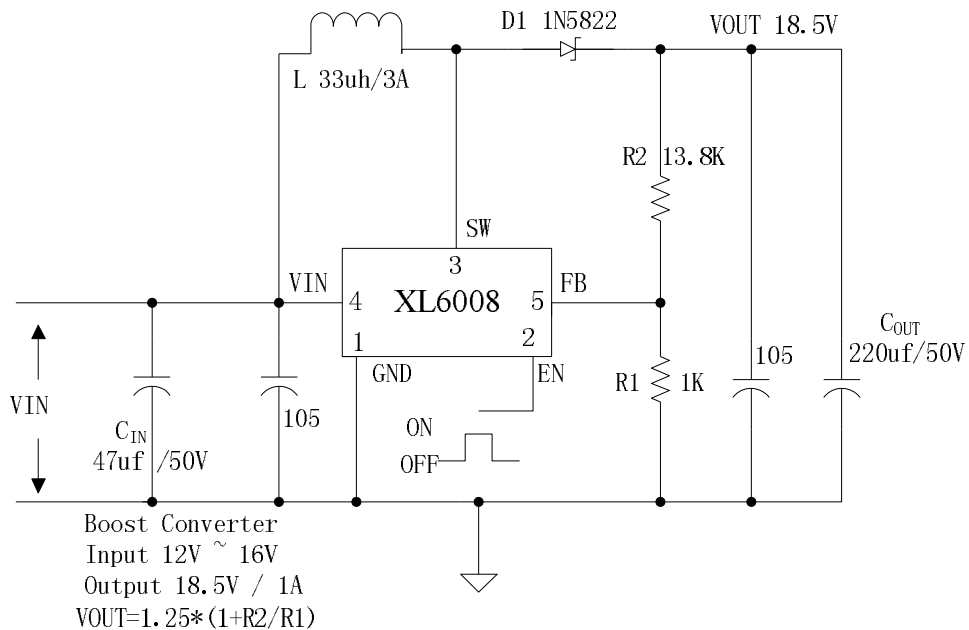 D1 1N5822
VOUT 18.5V
L 33uh/3A
R2 13.8K
SW
3
VIN
4
XL6008
5
FB
1
2
GND
EN
VIN
C_IN
47uf /50V
105
ON
OFF
R1 1K
105
C_OUT
220uf/50V
Boost Converter
Input 12V ~ 16V
Output 18.5V / 1A
VOUT=1.25*(1+R2/R1)